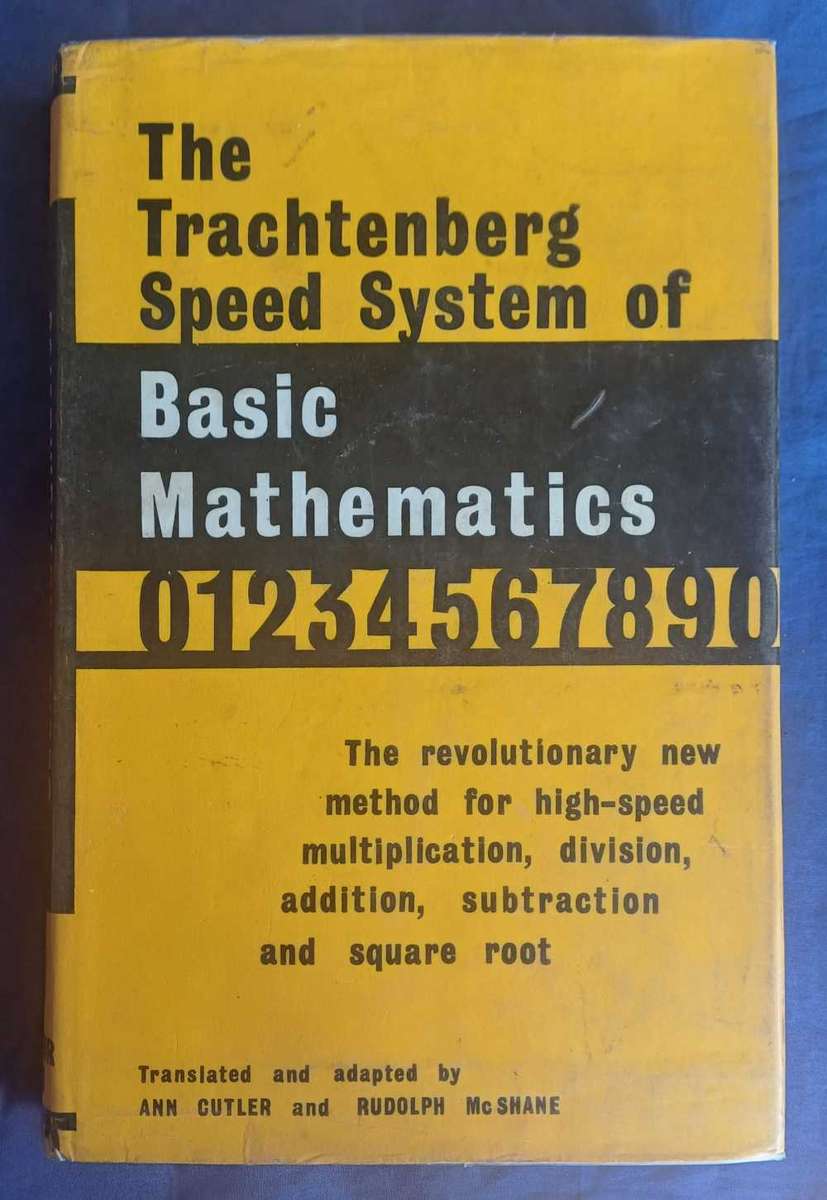 The
Trachtenberg
Speed System of
Basic
Mathematics
01234567890
The revolutionary new
method for high-speed
multiplication, division,
addition, subtraction
and square root
Translated and adapted by
ANN CUTLER and RUDOLPH McSHANE